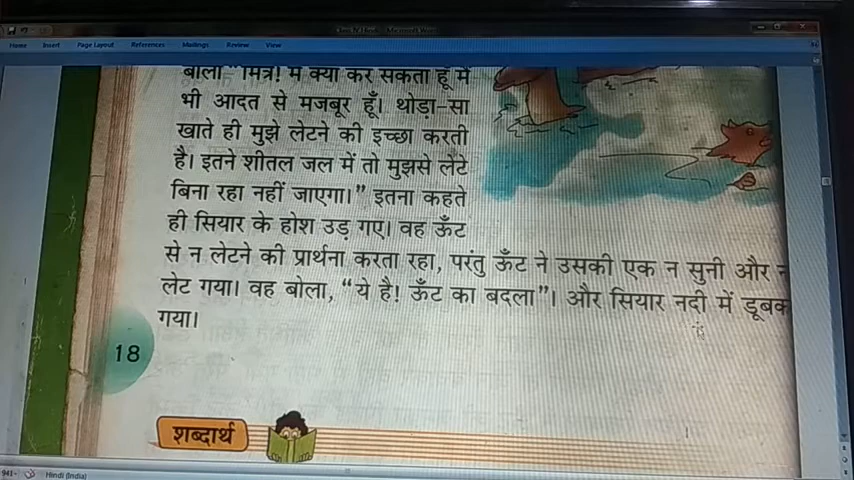 Home Insert Page Layout References Mailings Review View
बोला "मित्र! मैं क्या कर सकता हूँ मैं
भी आदत से मजबूर हूँ। थोड़ा-सा
खाते ही मुझे लेटने की इच्छा करती
है। इतने शीतल जल में तो मुझसे लेटे
बिना रहा नहीं जाएगा।" इतना कहते
ही सियार के होश उड़ गए। वह ऊँट
से न लेटने की प्रार्थना करता रहा, परंतु ऊँट ने उसकी एक न सुनी और
लेट गया। वह बोला, "ये है! ऊँट का बदला"। और सियार नदी में डूबक
गया।
18
शब्दार्थ
Hindi (India)